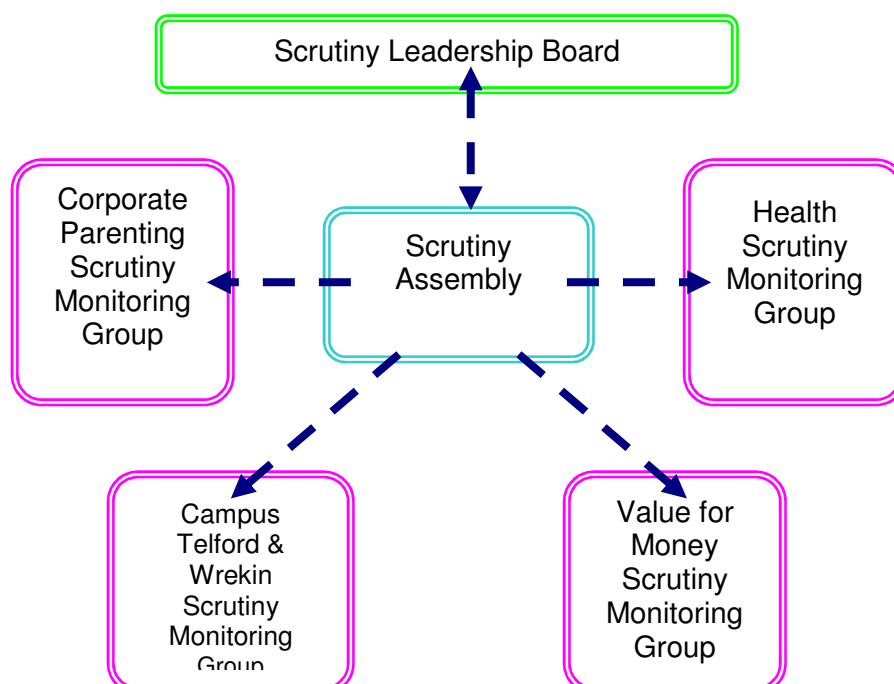 Scrutiny Leadership Board
Corporate
Parenting
Scrutiny
Monitoring
Group
Scrutiny
Assembly
Health
Scrutiny
Monitoring
Group
Campus
Telford &
Wrekin
Scrutiny
Monitoring
Group
Value for
Money
Scrutiny
Monitoring
Group